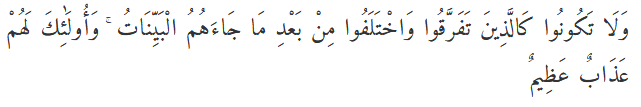 وَلَا تَكُونُوا كَالَّذِينَ تَفَرَّقُوا وَاخْتَلَفُوا مِنْ بَعْدِ مَا جَاءَهُمُ الْبَيِّنَاتُ ۚ وَأُولَٰئِكَ لَهُمْ
عَذَابٌ عَظِيمٌ